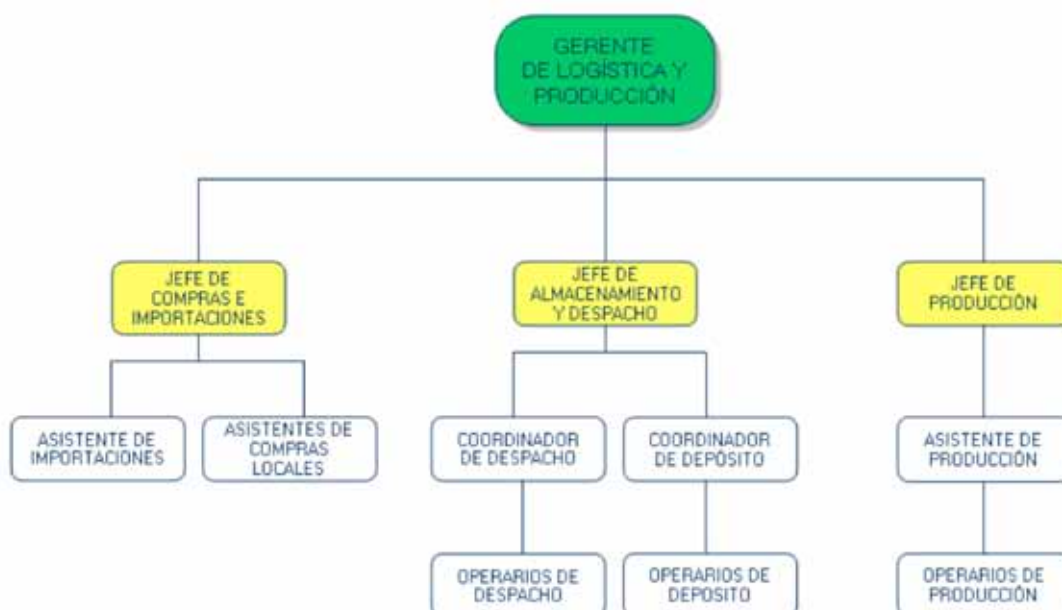 GERENTE
DE LOGÍSTICA Y
PRODUCCIÓN
JEFE DE
COMPRAS E
IMPORTACIONES
JEFE DE
ALMACENAMIENTO
Y DESPACHO
JEFE DE
PRODUCCIÓN
ASISTENTE DE
IMPORTACIONES
ASISTENTES DE
COMPRAS
LOCALES
COORDINADOR
DE DESPACHO
COORDINADOR
DE DEPÓSITO
ASISTENTE DE
PRODUCCIÓN
OPERARIOS DE
DESPACHO
OPERARIOS DE
DEPOSITO
OPERARIOS DE
PRODUCCIÓN